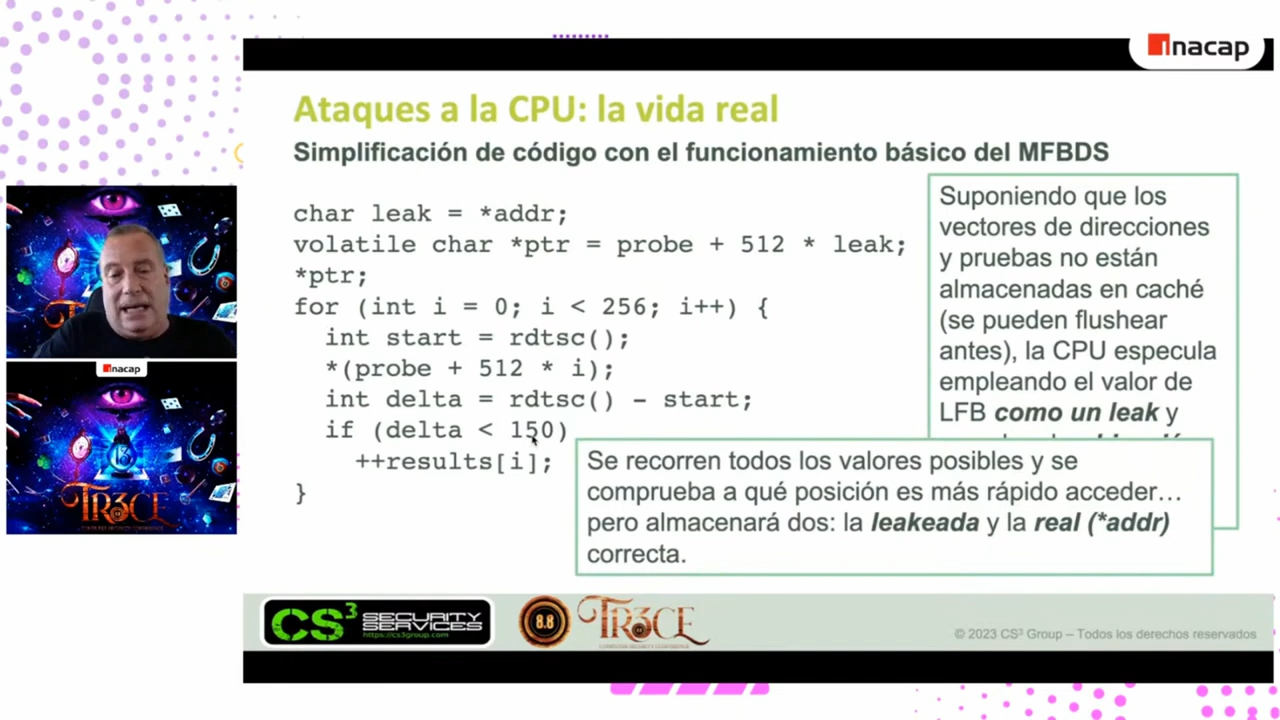 ınacap
Ataques a la CPU: la vida real
Simplificación de código con el funcionamiento básico del MFBDS
char leak = *addr;
volatile char *ptr = probe + 512 * leak;
*ptr;
for (int i = 0; i < 256; i++) {
int start = rdtsc();
*(probe + 512 * i);
int delta = rdtsc() – start;
if (delta < 150)
++results[i];
}
Suponiendo que los
vectores de direcciones
y pruebas no están
almacenadas en caché
(se pueden flushear
antes), la CPU especula
empleando el valor de
LFB como un leak y
Se recorren todos los valores posibles y se
comprueba a qué posición es más rápido acceder…
pero almacenará dos: la leakeada y la real (*addr)
correcta.
ınacap
TR3CE
CS³ SECURITY SERVICES
https://cs3group.com
8.8
TR3CE
© 2023 CS³ Group – Todos los derechos reservados